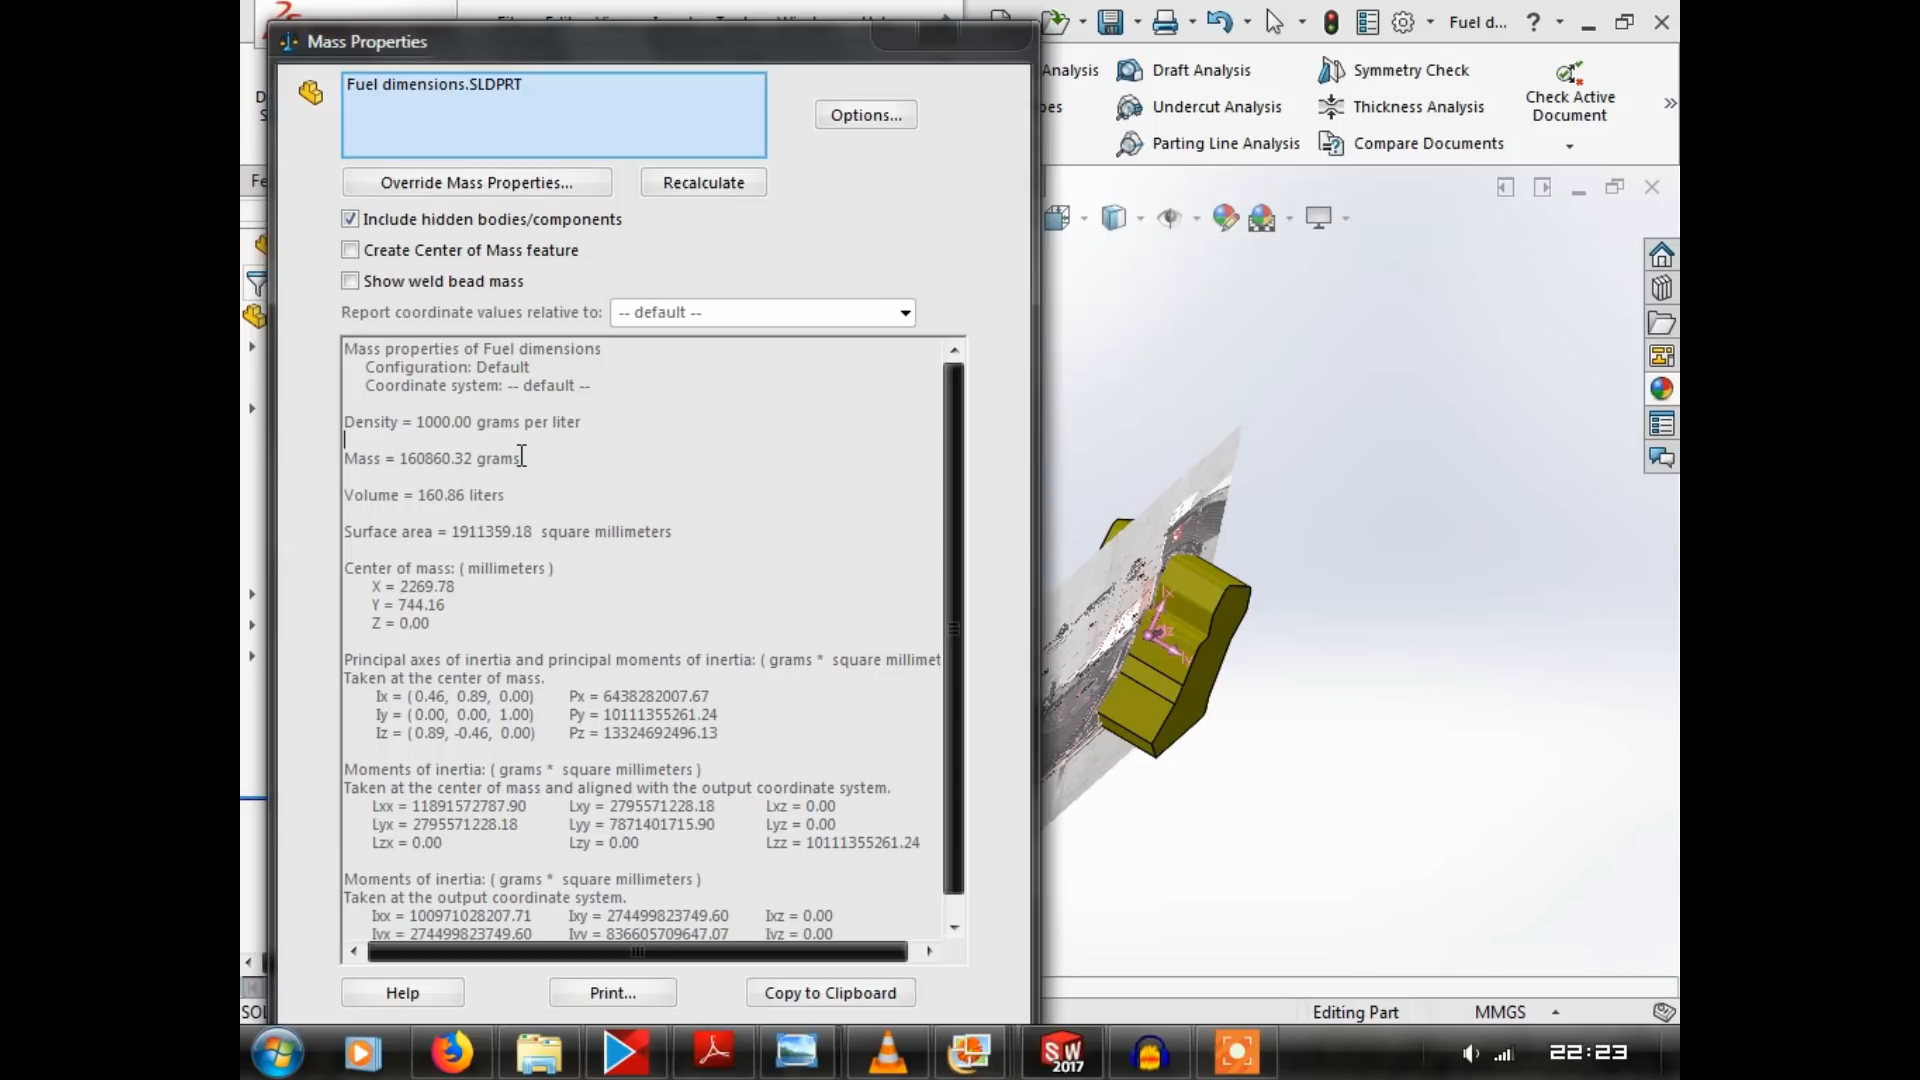 Mass Properties
Fuel d...
?
Fuel dimensions.SLDPRT
Options...
Override Mass Properties...
Recalculate
Include hidden bodies/components
Create Center of Mass feature
Show weld bead mass
Report coordinate values relative to:
-- default --
Mass properties of Fuel dimensions
Configuration: Default
Coordinate system: -- default --
Density = 1000.00 grams per liter
Mass = 160860.32 grams
Volume = 160.86 liters
Surface area = 1911359.18 square millimeters
Center of mass: ( millimeters )
X = 2269.78
Y = 744.16
Z = 0.00
Principal axes of inertia and principal moments of inertia: ( grams * square millimet
Taken at the center of mass.
Ix = ( 0.46, 0.89, 0.00) Px = 6438282007.67
Iy = ( 0.00, 0.00, 1.00) Py = 10111355261.24
Iz = ( 0.89, -0.46, 0.00) Pz = 13324692496.13
Moments of inertia: ( grams * square millimeters )
Taken at the center of mass and aligned with the output coordinate system.
Lxx = 11891572787.90 Lxy = 2795571228.18 Lxz = 0.00
Lyx = 2795571228.18 Lyy = 7871401715.90 Lyz = 0.00
Lzx = 0.00 Lzy = 0.00 Lzz = 10111355261.24
Moments of inertia: ( grams * square millimeters )
Taken at the output coordinate system.
Ixx = 100971028207.71 Ixy = 274499823749.60 Ixz = 0.00
Iyx = 274499823749.60 Iyy = 836605709647.07 Iyz = 0.00
Help
Print...
Copy to Clipboard
Analysis
Draft Analysis
Symmetry Check
Undercut Analysis
Thickness Analysis
Parting Line Analysis
Compare Documents
Check Active
Document
Editing Part
MMGS
SW
2017
22:23